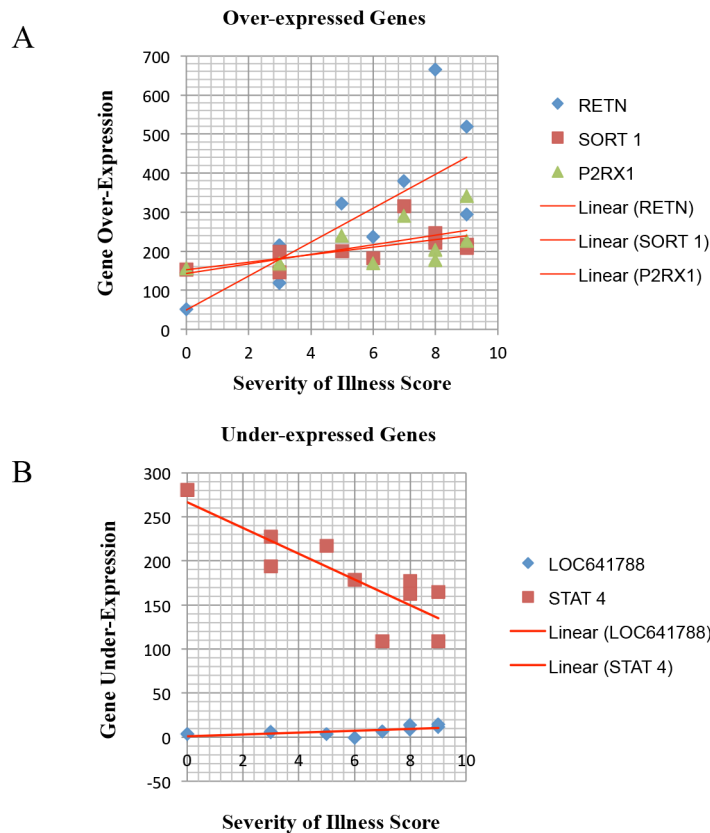 A
Over-expressed Genes
700
600
500
400
300
200
100
0
0 2 4 6 8 10
Gene Over-Expression
Severity of Illness Score
RETN
SORT 1
P2RX1
Linear (RETN)
Linear (SORT 1)
Linear (P2RX1)
B
Under-expressed Genes
300
250
200
150
100
50
0
-50
0 2 4 6 8 10
Gene Under-Expression
Severity of Illness Score
LOC641788
STAT 4
Linear (LOC641788)
Linear (STAT 4)